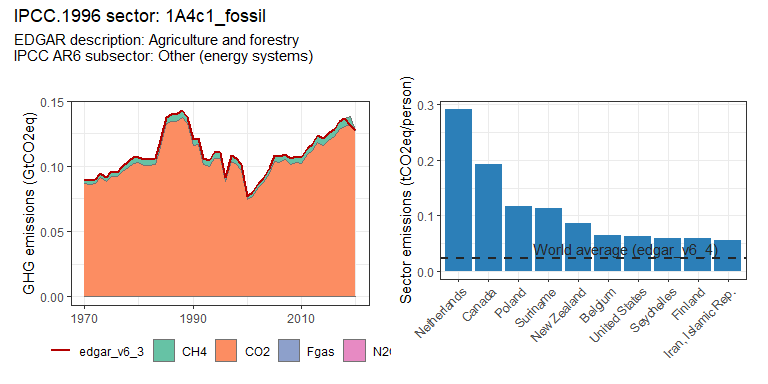 IPCC.1996 sector: 1A4c1_fossil
EDGAR description: Agriculture and forestry
IPCC AR6 subsector: Other (energy systems)
GHG emissions (GtCO2eq)
0.15
0.10
0.05
0.00
1970
1990
2010
edgar_v6_3
CH4
CO2
Fgas
N2
Sector emissions (tCO2eq/person)
0.3
0.2
0.1
0.0
World average (edgar_v6_4)
Netherlands
Canada
Poland
Suriname
New Zealand
Belgium
United States
Seychelles
Finland
Iran, Islamic Rep.